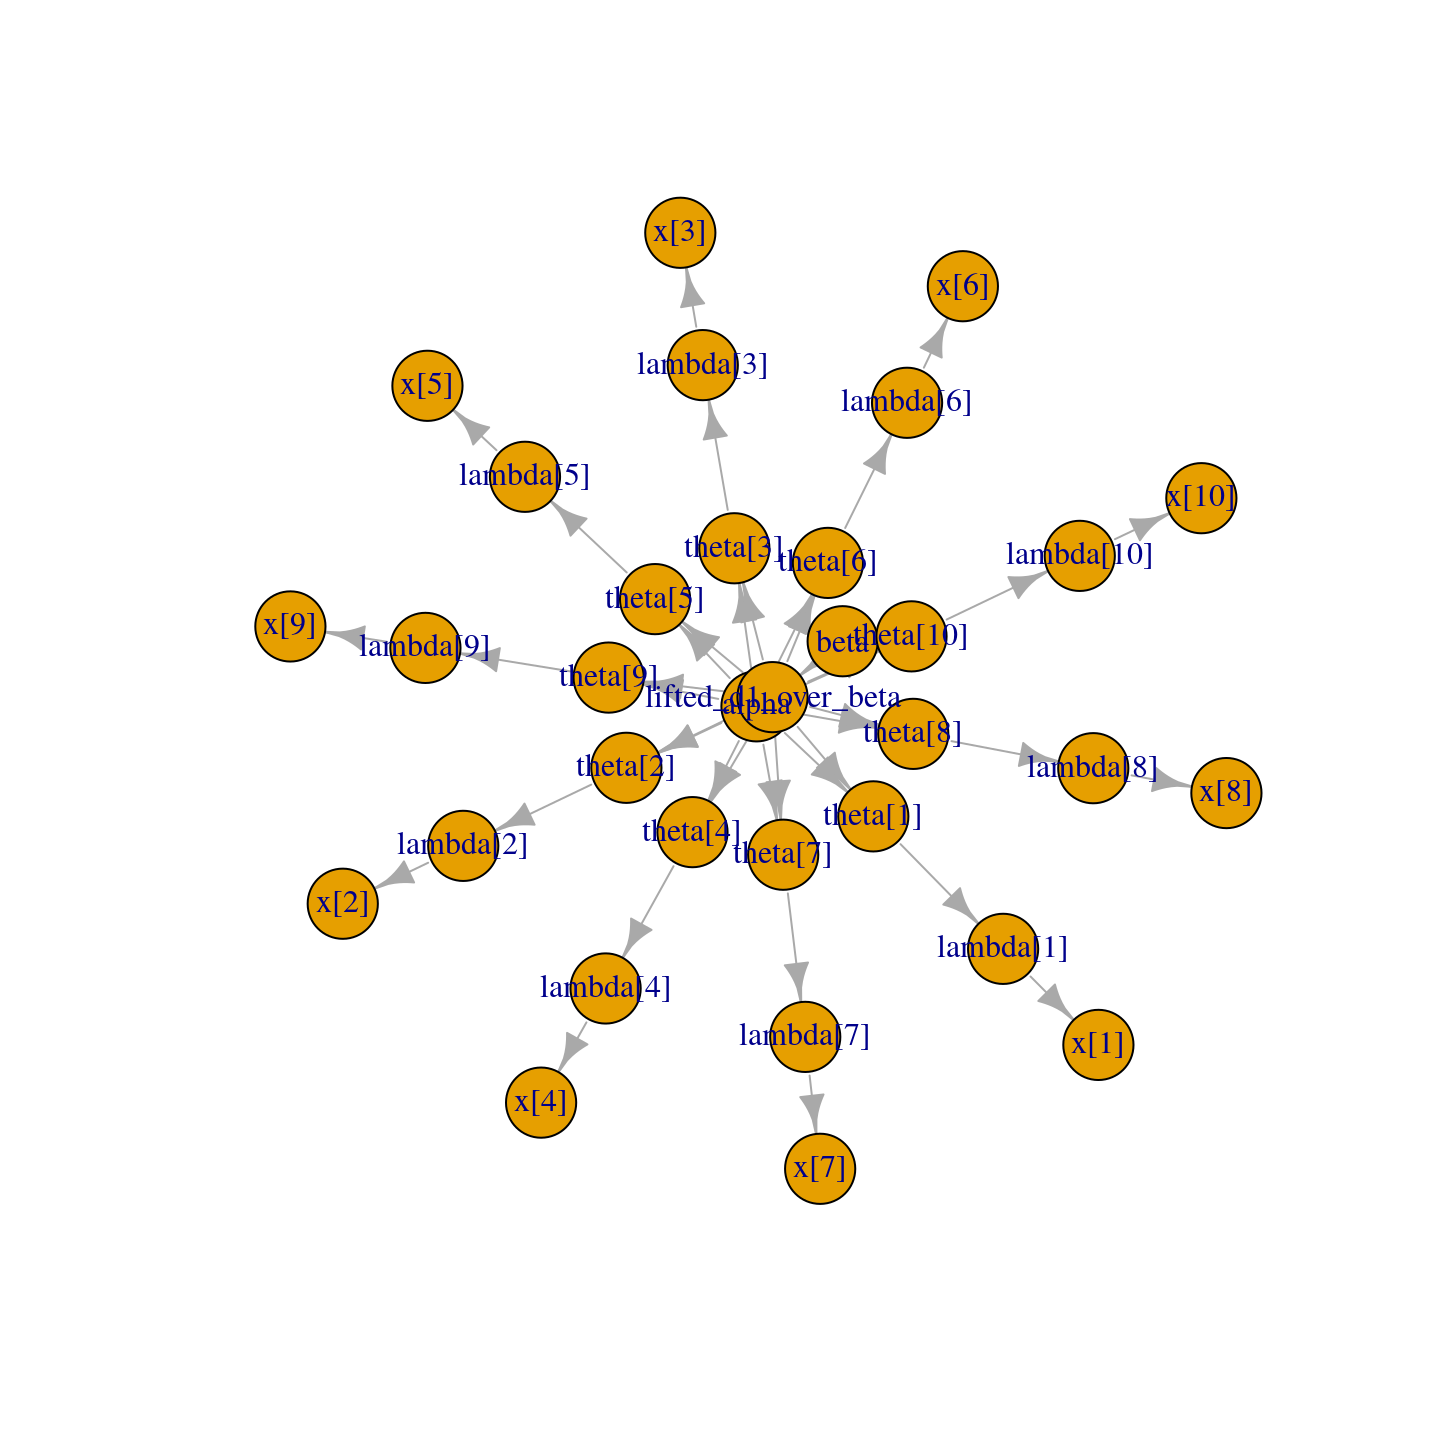 x[3]
x[6]
lambda[3]
x[5]
lambda[6]
lambda[5]
x[10]
theta[3]
lambda[10]
theta[6]
theta[5]
x[9]
beta
theta[10]
lambda[9]
theta[9]
lifted_d1_over_beta
alpha
theta[8]
theta[2]
lambda[8]
x[8]
theta[1]
theta[4]
lambda[2]
theta[7]
x[2]
lambda[1]
lambda[4]
lambda[7]
x[1]
x[4]
x[7]